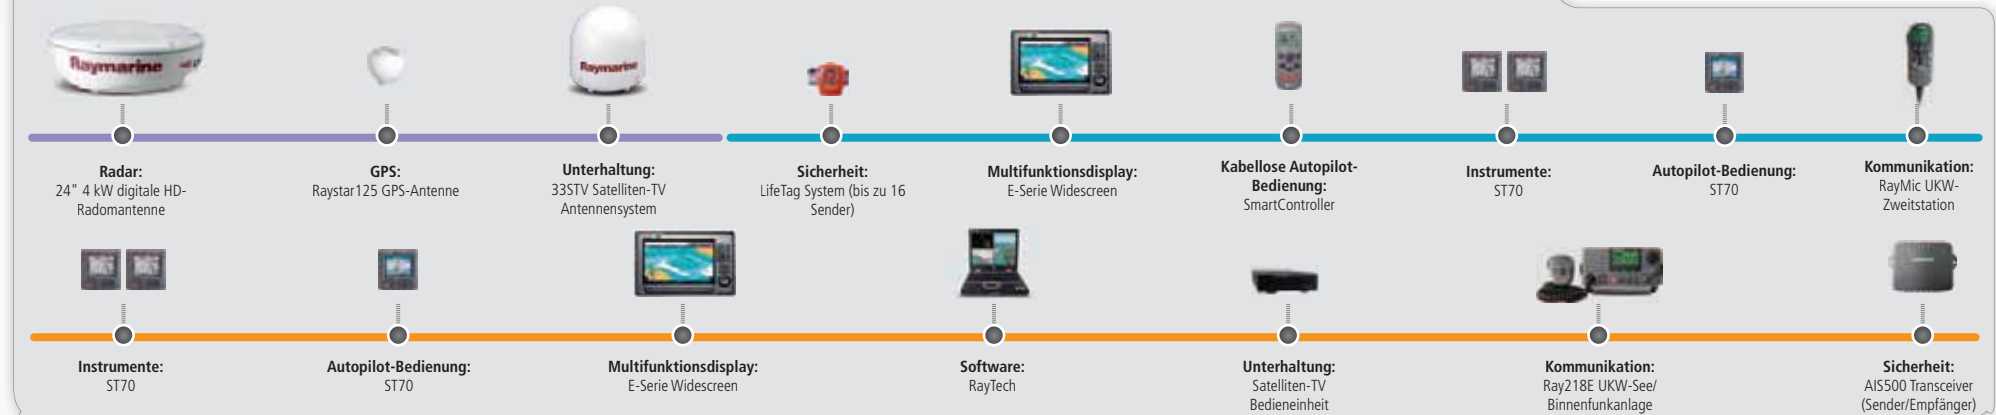 Raymarine
Raymarine
Radar:
24" 4 kW digitale HD-
Radomantenne
GPS:
Raystar125 GPS-Antenne
Unterhaltung:
33STV Satelliten-TV
Antennensystem
Sicherheit:
LifeTag System (bis zu 16
Sender)
Multifunktionsdisplay:
E-Serie Widescreen
Kabellose Autopilot-
Bedienung:
SmartController
Instrumente:
ST70
Autopilot-Bedienung:
ST70
Kommunikation:
RayMic UKW-
Zweitstation
Instrumente:
ST70
Autopilot-Bedienung:
ST70
Multifunktionsdisplay:
E-Serie Widescreen
Software:
RayTech
Unterhaltung:
Satelliten-TV
Bedieneinheit
Kommunikation:
Ray218E UKW-See/
Binnenfunkanlage
Sicherheit:
AIS500 Transceiver
(Sender/Empfänger)